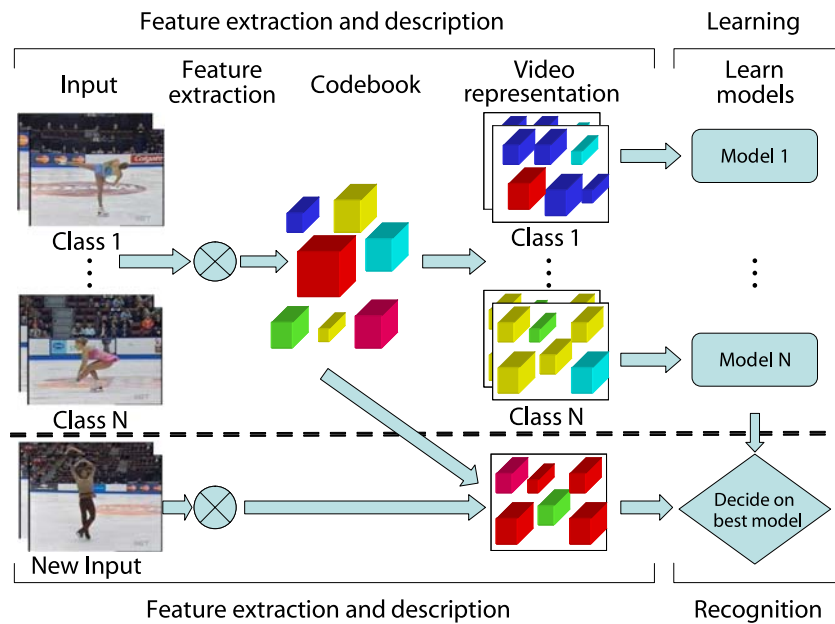 Feature extraction and description
Learning
Input
Feature
extraction
Codebook
Video
representation
Learn
models
Colgate
Class 1
Class 1
Model 1
Class N
Class N
Model N
New Input
Decide on
best model
Feature extraction and description
Recognition